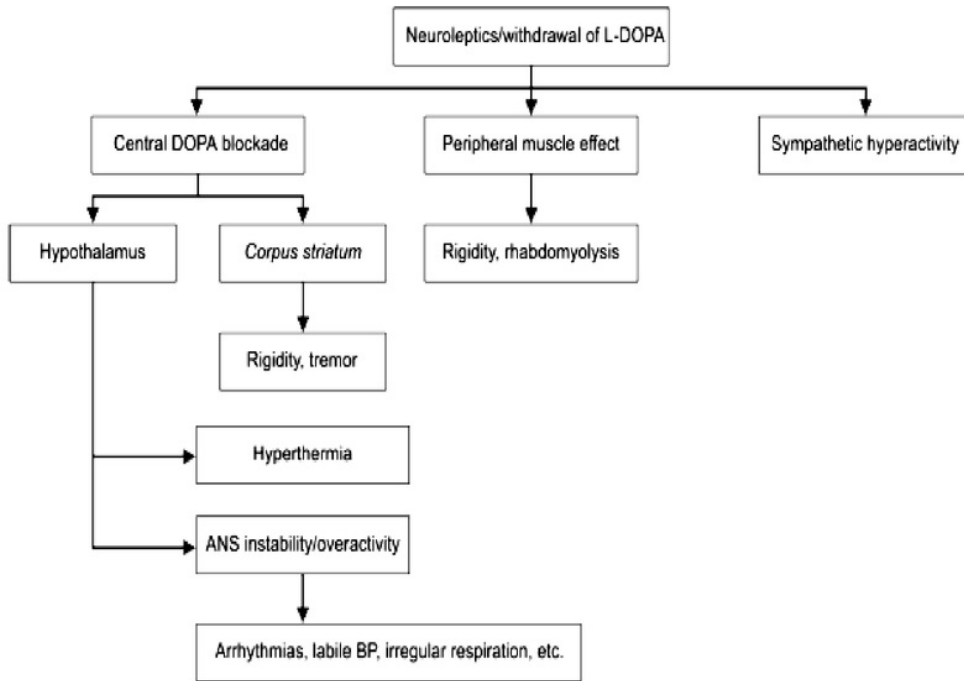 Neuroleptics/withdrawal of L-DOPA
Central DOPA blockade
Peripheral muscle effect
Sympathetic hyperactivity
Hypothalamus
Corpus striatum
Rigidity, rhabdomyolysis
Rigidity, tremor
Hyperthermia
ANS instability/overactivity
Arrhythmias, labile BP, irregular respiration, etc.